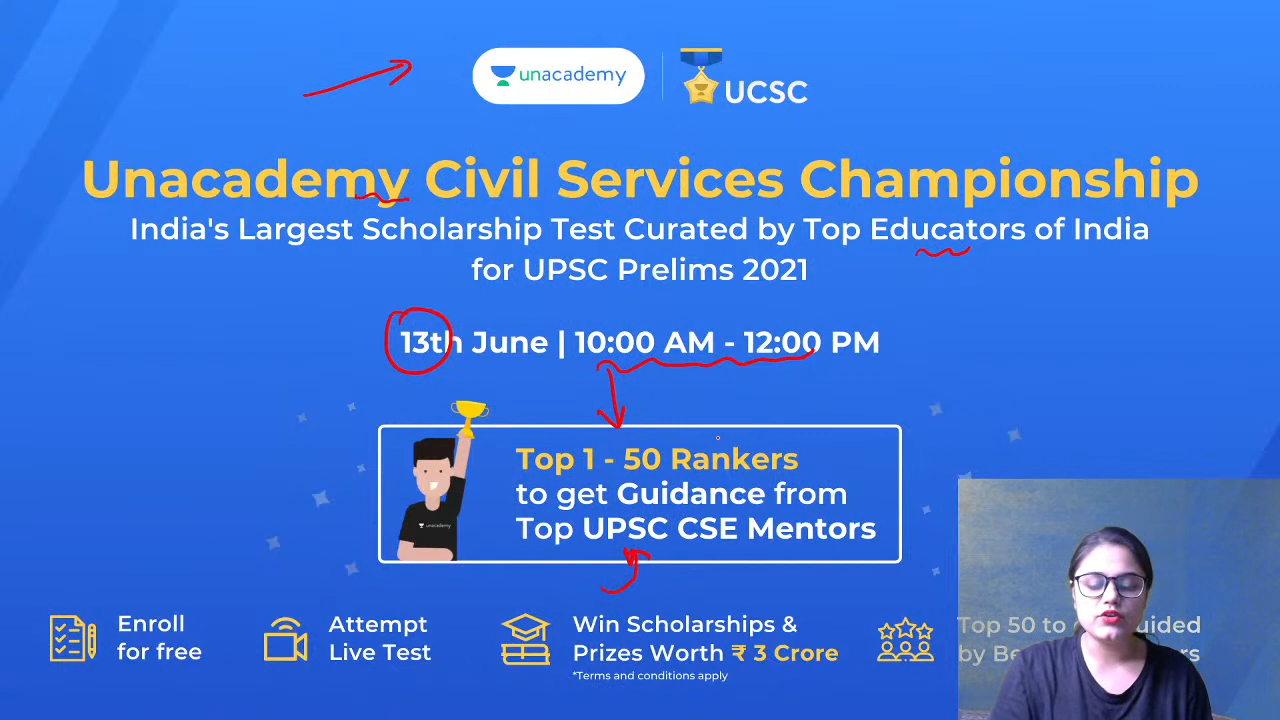 unacademy
UCSC
Unacademy Civil Services Championship
India's Largest Scholarship Test Curated by Top Educators of India
for UPSC Prelims 2021
13th June | 10:00 AM - 12:00 PM
Top 1 - 50 Rankers
to get Guidance from
Top UPSC CSE Mentors
unacademy
Enroll
for free
Attempt
Live Test
Win Scholarships &
Prizes Worth ₹ 3 Crore
*Terms and conditions apply
Top 50 to
by